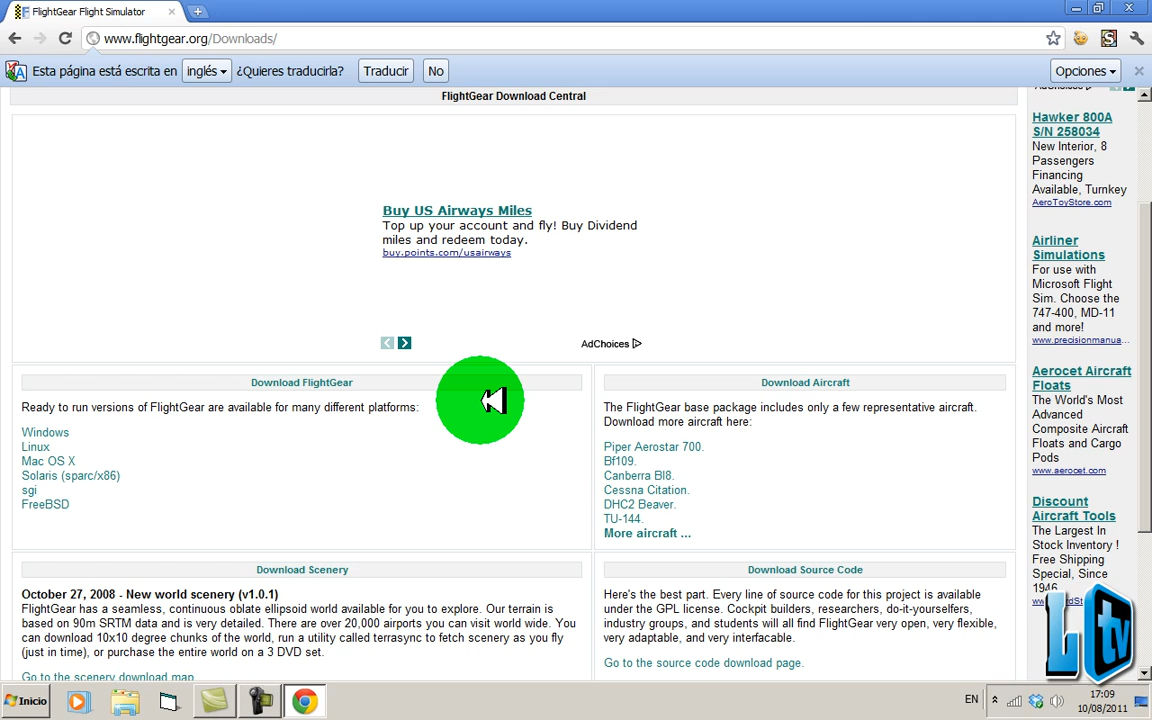 FlightGear Flight Simulator
www.flightgear.org/Downloads/
Esta página está escrita en inglés ¿Quieres traducirla? Traducir No Opciones
FlightGear Download Central
Buy US Airways Miles
Top up your account and fly! Buy Dividend
miles and redeem today.
buy.points.com/usairways
AdChoices
Download FlightGear
Ready to run versions of FlightGear are available for many different platforms:
Windows
Linux
Mac OS X
Solaris (sparc/x86)
sgi
FreeBSD
Download Aircraft
The FlightGear base package includes only a few representative aircraft.
Download more aircraft here:
Piper Aerostar 700.
Bf109.
Canberra BI8.
Cessna Citation.
DHC2 Beaver.
TU-144.
More aircraft ...
Download Scenery
October 27, 2008 - New world scenery (v1.0.1)
FlightGear has a seamless, continuous oblate ellipsoid world available for you to explore. Our terrain is
based on 90m SRTM data and is very detailed. There are over 20,000 airports you can visit world wide. You
can download 10x10 degree chunks of the world, run a utility called terrasync to fetch scenery as you fly
(just in time), or purchase the entire world on a 3 DVD set.
Go to the scenery download map
Download Source Code
Here's the best part. Every line of source code for this project is available
under the GPL license. Cockpit builders, researchers, do-it-yourselfers,
industry groups, and students will all find FlightGear very open, very flexible,
very adaptable, and very interfacable.
Go to the source code download page.
AdChoices
Hawker 800A
S/N 258034
New Interior, 8
Passengers
Financing
Available, Turnkey
AeroToyStore.com
Airliner
Simulations
For use with
Microsoft Flight
Sim. Choose the
747-400, MD-11
and more!
www.precisionmanua...
Aerocet Aircraft
Floats
The World's Most
Advanced
Composite Aircraft
Floats and Cargo
Pods
www.aerocet.com
Discount
Aircraft Tools
The Largest In
Stock Inventory !
Free Shipping
Special, Since
1946
L tv
Inicio
EN
17:09
10/08/2011